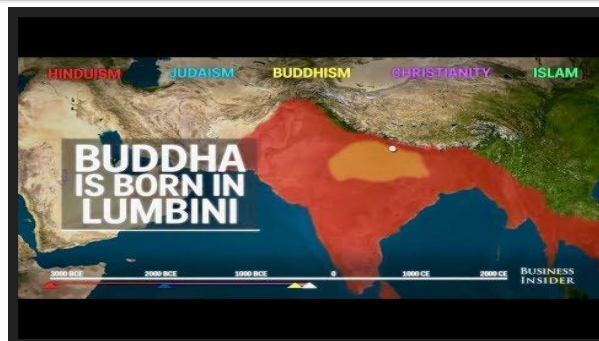 HINDUISM JUDAISM BUDDHISM CHRISTIANITY ISLAM
BUDDHA
IS BORN IN
LUMBINI
3000 BCE 2000 BCE 1000 BCE 0 1000 CE 2000 CE
BUSINESS
INSIDER